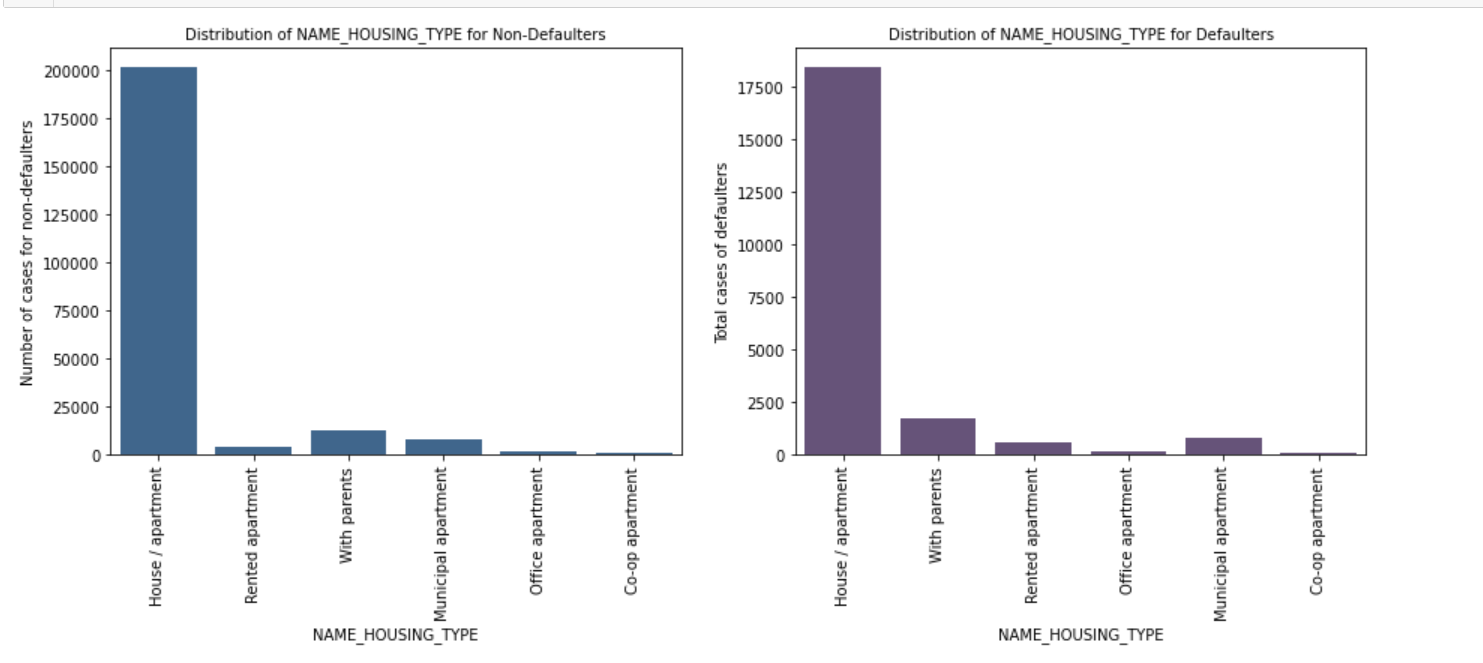 Distribution of NAME_HOUSING_TYPE for Non-Defaulters
Number of cases for non-defaulters
200000
175000
150000
125000
100000
75000
50000
25000
0
House / apartment
Rented apartment
With parents
Municipal apartment
Office apartment
Co-op apartment
NAME_HOUSING_TYPE
Distribution of NAME_HOUSING_TYPE for Defaulters
Total cases of defaulters
17500
15000
12500
10000
7500
5000
2500
0
House / apartment
With parents
Rented apartment
Office apartment
Municipal apartment
Co-op apartment
NAME_HOUSING_TYPE